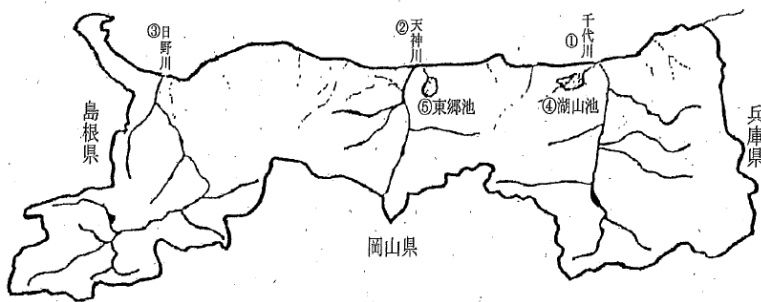 ③日野川
②天神川
①千代川
⑤東郷池
④湖山池
島根県
兵庫県
岡山県